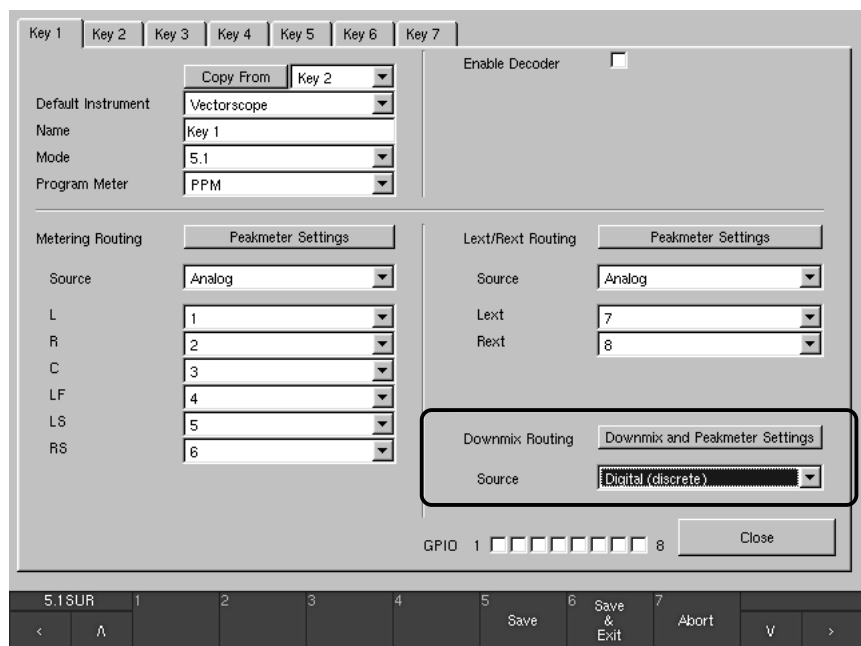 Key 1 Key 2 Key 3 Key 4 Key 5 Key 6 Key 7
Copy From Key 2
Default Instrument Vectorscope
Name Key 1
Mode 5.1
Program Meter PPM
Enable Decoder
Metering Routing Peakmeter Settings
Source Analog
L 1
R 2
C 3
LF 4
LS 5
RS 6
Lext/Rext Routing Peakmeter Settings
Source Analog
Lext 7
Rext 8
Downmix Routing Downmix and Peakmeter Settings
Source Digital (discrete)
GPIO 1 8 Close
5.1SUR 1 2 3 4 5 Save 6 Save & Exit 7 Abort
< Λ V >